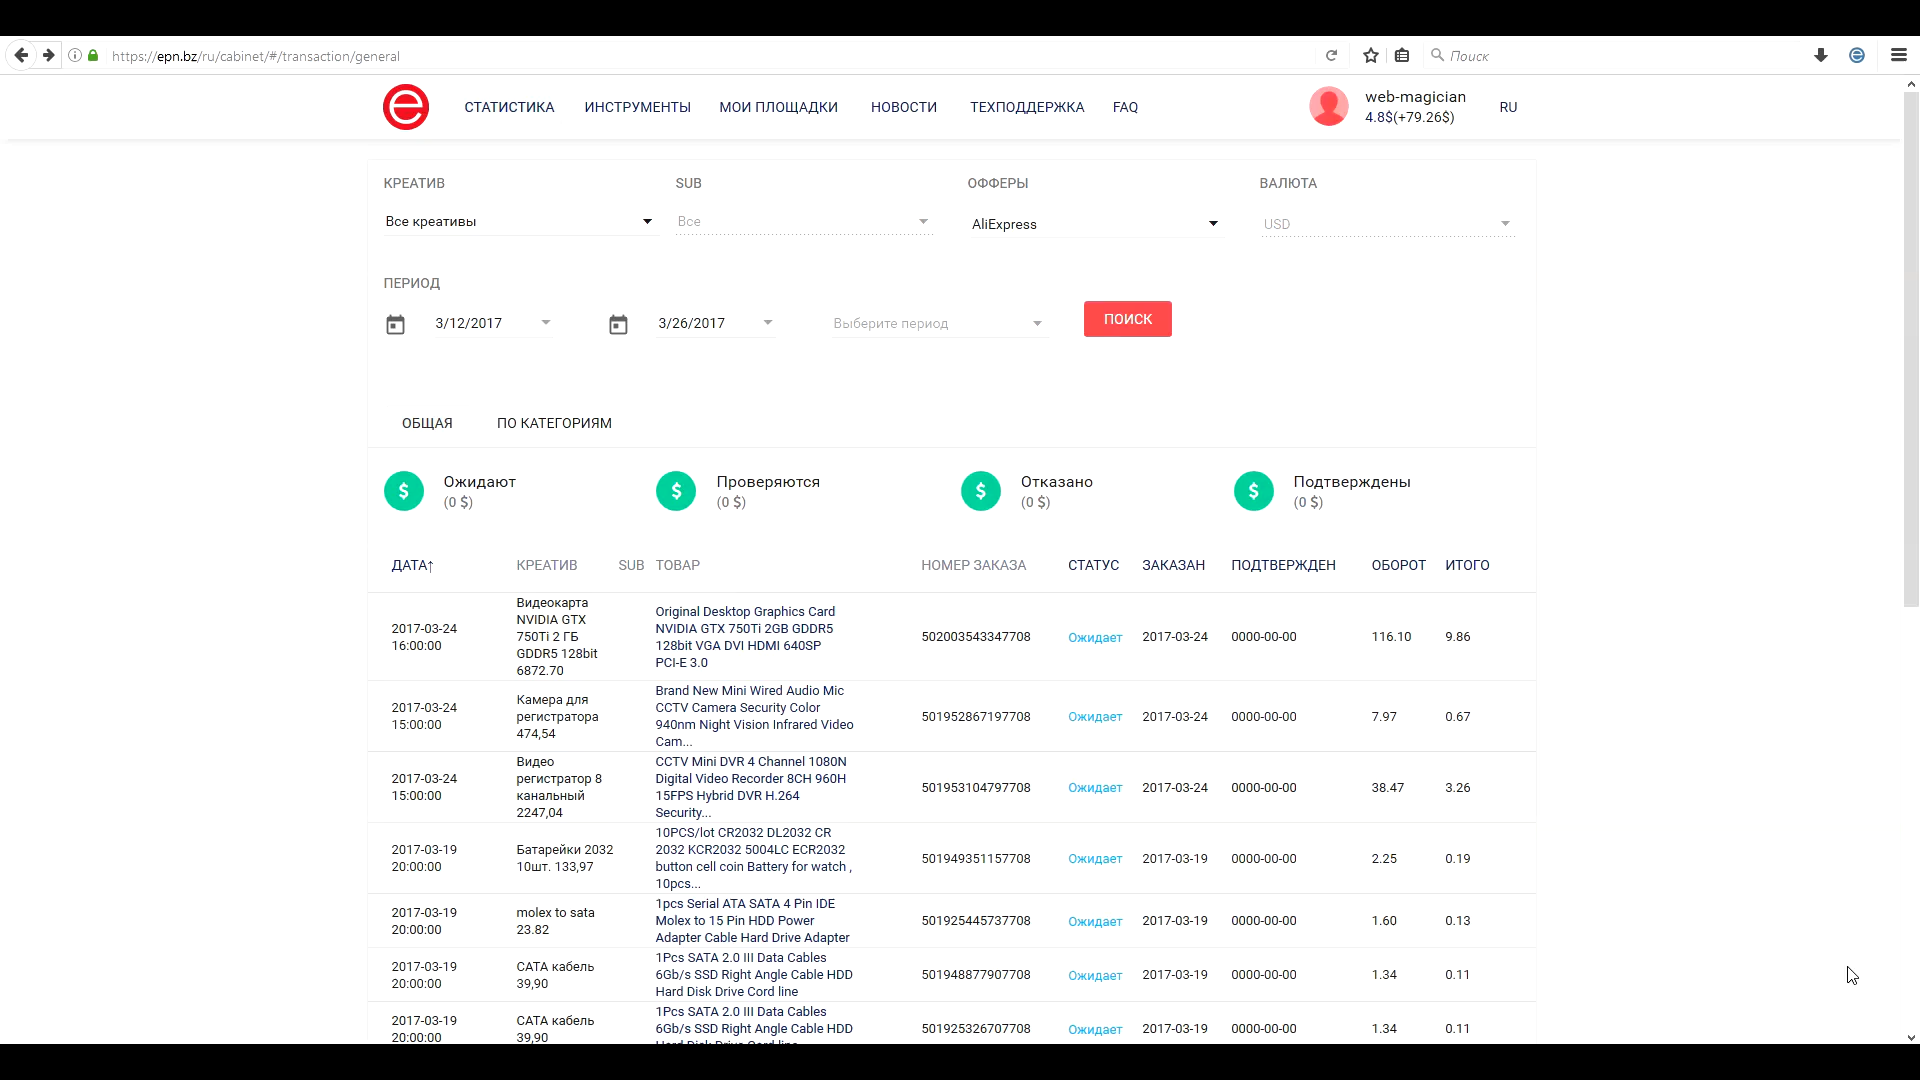 https://epn.bz/ru/cabinet/#/transaction/general
Поиск
e
СТАТИСТИКА ИНСТРУМЕНТЫ МОИ ПЛОЩАДКИ НОВОСТИ ТЕХПОДДЕРЖКА FAQ
web-magician
4.8$(+79.26$)
RU
КРЕАТИВ SUB ОФФЕРЫ ВАЛЮТА
Все креативы Все AliExpress USD
ПЕРИОД
3/12/2017 3/26/2017 Выберите период ПОИСК
ОБЩАЯ ПО КАТЕГОРИЯМ
$ Ожидают
(0 $)
$ Проверяются
(0 $)
$ Отказано
(0 $)
$ Подтверждены
(0 $)
ДАТА↑ КРЕАТИВ SUB ТОВАР НОМЕР ЗАКАЗА СТАТУС ЗАКАЗАН ПОДТВЕРЖДЕН ОБОРОТ ИТОГО
2017-03-24
16:00:00
Видеокарта
NVIDIA GTX
750Ti 2 ГБ
GDDR5 128bit
6872.70
Original Desktop Graphics Card
NVIDIA GTX 750Ti 2GB GDDR5
128bit VGA DVI HDMI 640SP
PCI-E 3.0
502003543347708 Ожидает 2017-03-24 0000-00-00 116.10 9.86
2017-03-24
15:00:00
Камера для
регистратора
474,54
Brand New Mini Wired Audio Mic
CCTV Camera Security Color
940nm Night Vision Infrared Video
Cam...
501952867197708 Ожидает 2017-03-24 0000-00-00 7.97 0.67
2017-03-24
15:00:00
Видео
регистратор 8
канальный
2247,04
CCTV Mini DVR 4 Channel 1080N
Digital Video Recorder 8CH 960H
15FPS Hybrid DVR H.264
Security...
501953104797708 Ожидает 2017-03-24 0000-00-00 38.47 3.26
2017-03-19
20:00:00
Батарейки 2032
10шт. 133,97
10PCS/lot CR2032 DL2032 CR
2032 KCR2032 5004LC ECR2032
button cell coin Battery for watch ,
10pcs...
501949351157708 Ожидает 2017-03-19 0000-00-00 2.25 0.19
2017-03-19
20:00:00
molex to sata
23.82
1pcs Serial ATA SATA 4 Pin IDE
Molex to 15 Pin HDD Power
Adapter Cable Hard Drive Adapter
501925445737708 Ожидает 2017-03-19 0000-00-00 1.60 0.13
2017-03-19
20:00:00
САТА кабель
39,90
1Pcs SATA 2.0 III Data Cables
6Gb/s SSD Right Angle Cable HDD
Hard Disk Drive Cord line
501948877907708 Ожидает 2017-03-19 0000-00-00 1.34 0.11
2017-03-19
20:00:00
САТА кабель
39,90
1Pcs SATA 2.0 III Data Cables
6Gb/s SSD Right Angle Cable HDD
Hard Disk Drive Cord line
501925326707708 Ожидает 2017-03-19 0000-00-00 1.34 0.11